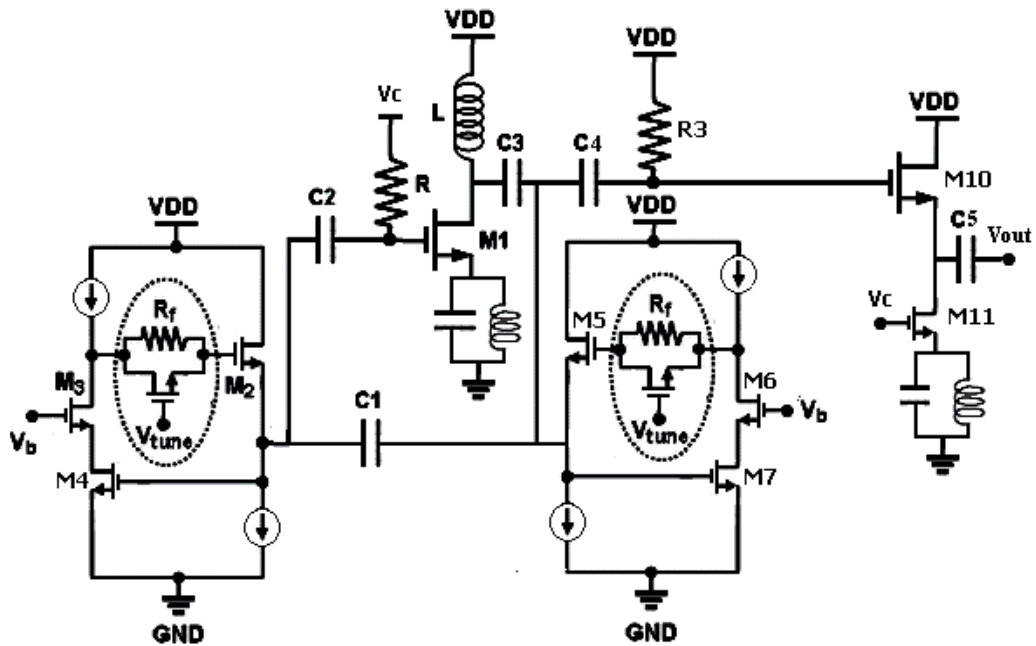 VDD
VDD
Vc
L
R3
VDD
C3
C4
C2
R
M10
VDD
VDD
M1
C5
Vout
Rf
M5
Rf
Vc
M11
M3
M2
M6
Vb
Vtune
C1
Vtune
Vb
M4
M7
GND
GND